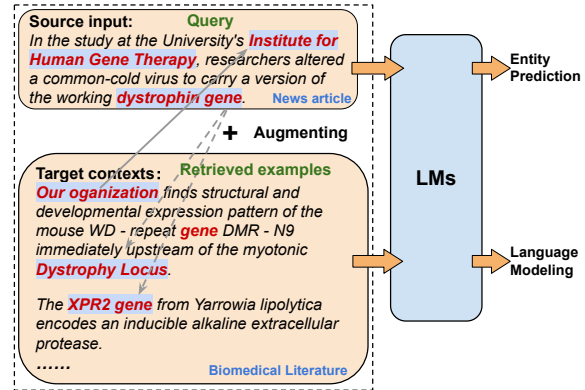 Source input: Query
In the study at the University's Institute for
Human Gene Therapy, researchers altered
a common-cold virus to carry a version of
the working dystrophin gene.
News article
+ Augmenting
Target contexts: Retrieved examples
Our oganization finds structural and
developmental expression pattern of the
mouse WD - repeat gene DMR - N9
immediately upstream of the myotonic
Dystrophy Locus.
The XPR2 gene from Yarrowia lipolytica
encodes an inducible alkaline extracellular
protease.
......
Biomedical Literature
LMs
Entity
Prediction
Language
Modeling